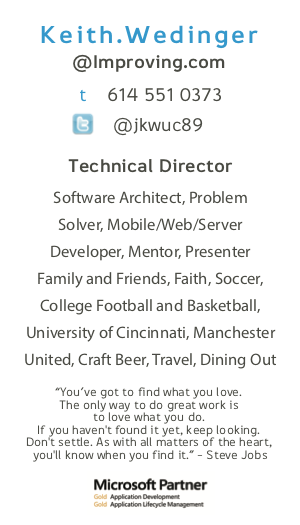 Keith.Wedinger
@Improving.com
t 614 551 0373
@jkwuc89
Technical Director
Software Architect, Problem
Solver, Mobile/Web/Server
Developer, Mentor, Presenter
Family and Friends, Faith, Soccer,
College Football and Basketball,
University of Cincinnati, Manchester
United, Craft Beer, Travel, Dining Out
“You’ve got to find what you love.
The only way to do great work is
to love what you do.
If you haven't found it yet, keep looking.
Don't settle. As with all matters of the heart,
you'll know when you find it.” – Steve Jobs
Microsoft Partner
Gold Application Development
Gold Application Lifecycle Management